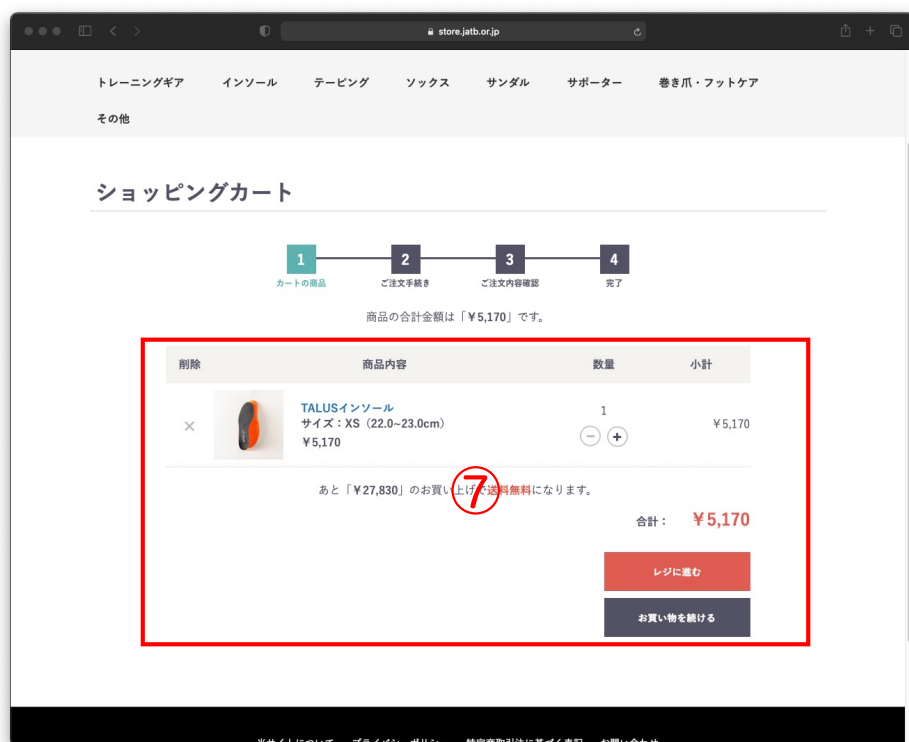 store.jatb.or.jp
トレーニングギア インソール テーピング ソックス サンダル サポーター 巻き爪・フットケア
その他
ショッピングカート
1 2 3 4
カートの商品 ご注文手続き ご注文内容確認 完了
商品の合計金額は「¥5,170」です。
削除 商品内容 数量 小計
TALUSインソール
サイズ：XS（22.0~23.0cm）
¥5,170
1
¥5,170
あと「¥27,830」のお買い上げで送料無料になります。
⑦
合計： ¥5,170
レジに進む
お買い物を続ける